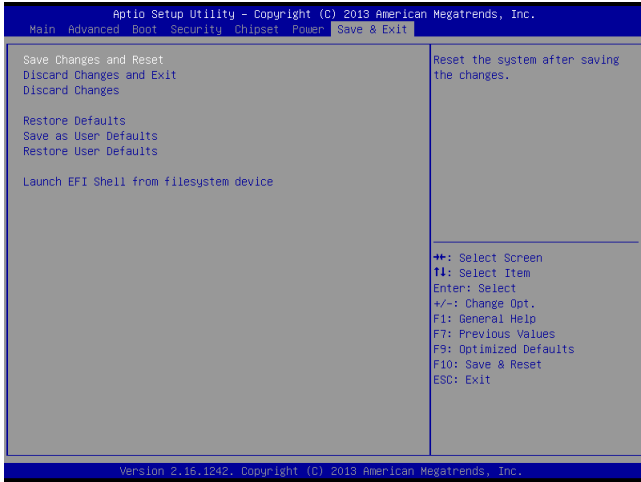 Aptio Setup Utility – Copyright (C) 2013 American Megatrends, Inc.
Main Advanced Boot Security Chipset Power Save & Exit
Save Changes and Reset
Discard Changes and Exit
Discard Changes
Restore Defaults
Save as User Defaults
Restore User Defaults
Launch EFI Shell from filesystem device
Reset the system after saving
the changes.
→←: Select Screen
↑↓: Select Item
Enter: Select
+/-: Change Opt.
F1: General Help
F7: Previous Values
F9: Optimized Defaults
F10: Save & Reset
ESC: Exit
Version 2.16.1242. Copyright (C) 2013 American Megatrends, Inc.